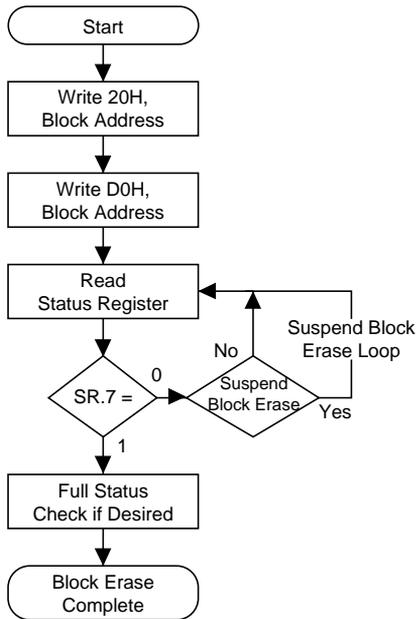 Start
Write 20H,
Block Address
Write D0H,
Block Address
Read
Status Register
Suspend Block
Erase Loop
No
0
SR.7 =
Suspend
Block Erase
Yes
1
Full Status
Check if Desired
Block Erase
Complete